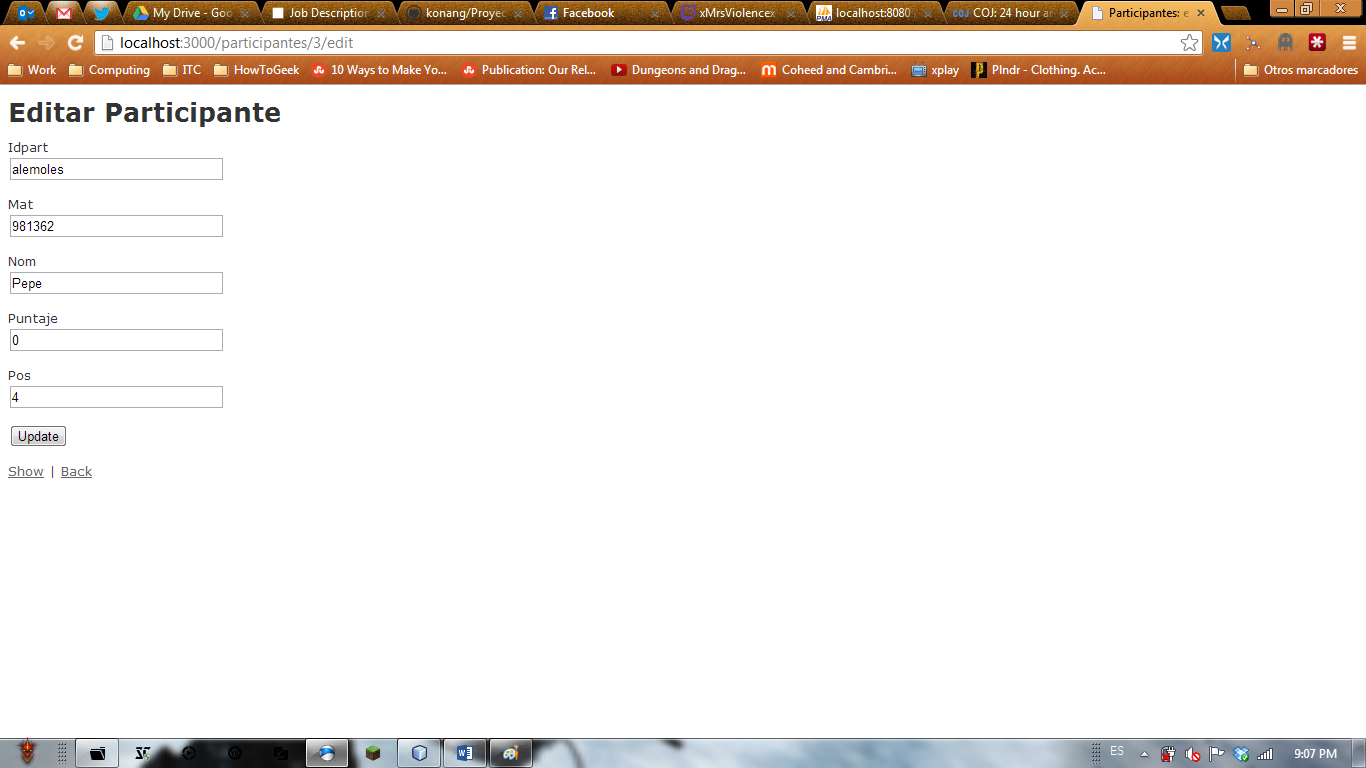 My Drive - Goo
Job Description
konang/Proyec
Facebook
xMrsViolencex
localhost:8080
COJ: 24 hour ar
Participantes: e
localhost:3000/participantes/3/edit
Work
Computing
ITC
HowToGeek
10 Ways to Make Yo...
Publication: Our Rel...
Dungeons and Drag...
Coheed and Cambri...
xplay
Plndr - Clothing. Ac...
Otros marcadores
Editar Participante
Idpart
alemoles
Mat
981362
Nom
Pepe
Puntaje
0
Pos
4
Update
Show | Back
ES
9:07 PM